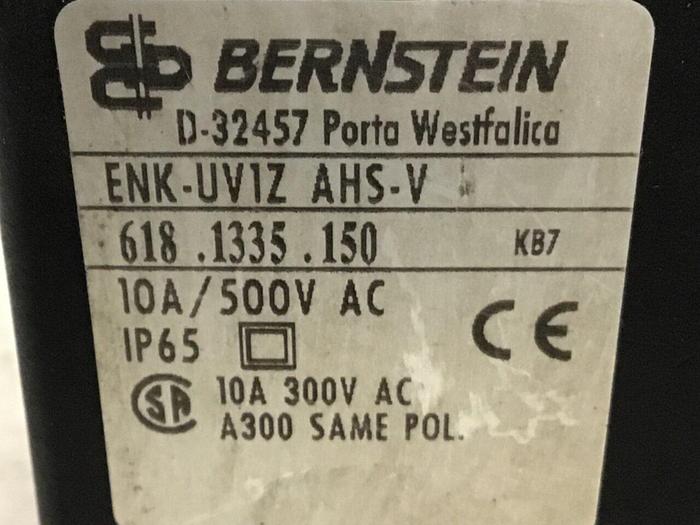 BERNSTEIN
D-32457 Porta Westfalica
ENK-UV1Z AHS-V
618.1335.150 KB7
10A/500V AC
IP65 CE
SA 10A 300V AC
A300 SAME POL.